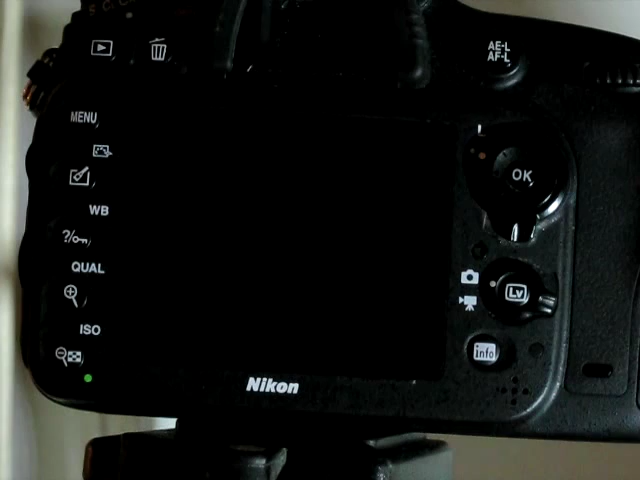 AE-L
AF-L
MENU
OK
WB
?
QUAL
Lv
ISO
info
Nikon